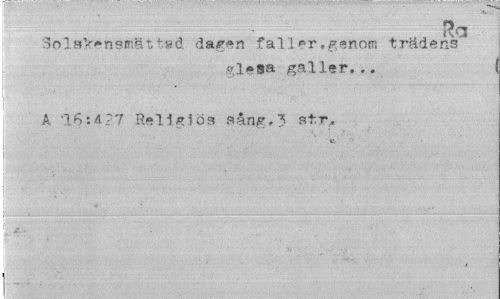 Ra
Solskensmättad dagen faller.genom trädens
glesa galler...
A 16:427 Religiös sång.3 str.